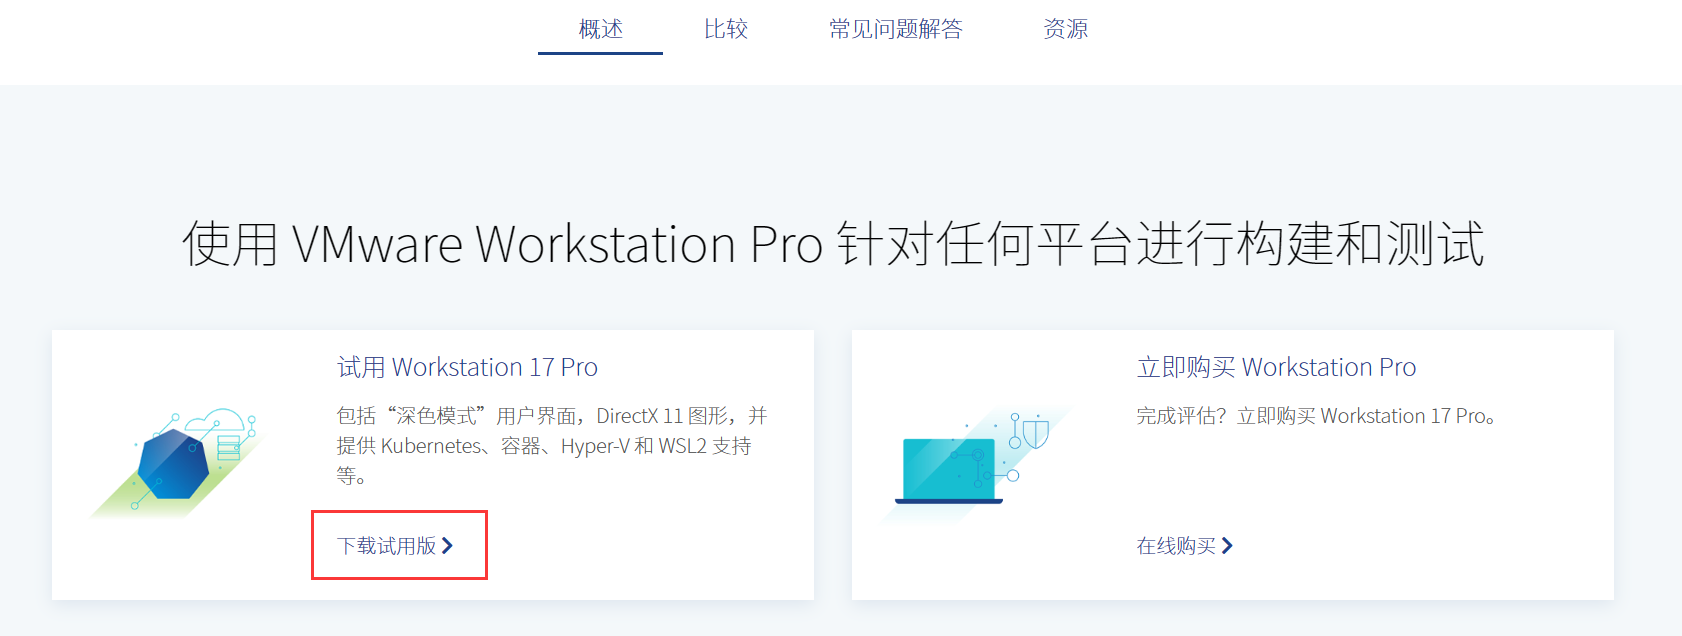 概述 比较 常见问题解答 资源
使用 VMware Workstation Pro 针对任何平台进行构建和测试
试用 Workstation 17 Pro
包括“深色模式”用户界面，DirectX 11 图形，并
提供 Kubernetes、容器、Hyper-V 和 WSL2 支持
等。
下载试用版
立即购买 Workstation Pro
完成评估？立即购买 Workstation 17 Pro。
在线购买